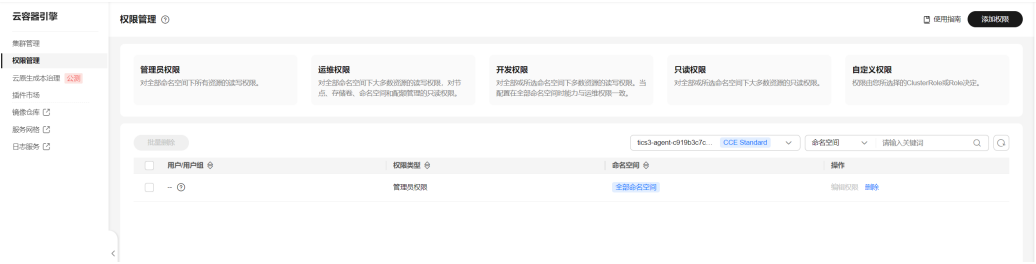 云容器引擎
权限管理
使用指南
添加权限
集群管理
权限管理
云原生成本治理 公测
插件市场
镜像仓库
服务网格
日志服务
管理员权限
对全部命名空间下所有资源的读写权限。
运维权限
对全部命名空间下大多数资源的读写权限，对节
点、存储卷、命名空间和配额管理的只读权限。
开发权限
对全部或所选命名空间下大多数资源的读写权限。当
配置在全部命名空间时能力与运维权限一致。
只读权限
对全部或所选命名空间下大多数资源的只读权限。
自定义权限
权限由您所选择的ClusterRole或Role决定。
批量删除
tics3-agent-c919b3c7c... CCE Standard
命名空间
请输入关键词
用户/用户组 权限类型 命名空间 操作
-- 管理员权限 全部命名空间 编辑权限 删除